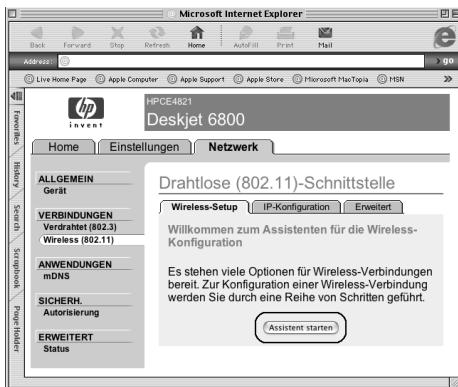 Microsoft Internet Explorer
Back Forward Stop Refresh Home AutoFill Print Mail
Address: go
Live Home Page Apple Computer Apple Support Apple Store Microsoft MacTopia MSN
Favorites
History
Search
Scrapbook
Page Holder
hp
invent
HPCE4821
Deskjet 6800
Home Einstellungen Netzwerk
ALLGEMEIN
Gerät
VERBINDUNGEN
Verdrahtet (802.3)
Wireless (802.11)
ANWENDUNGEN
mDNS
SICHERH.
Autorisierung
ERWEITERT
Status
Drahtlose (802.11)-Schnittstelle
Wireless-Setup IP-Konfiguration Erweitert
Willkommen zum Assistenten für die Wireless-
Konfiguration
Es stehen viele Optionen für Wireless-Verbindungen
bereit. Zur Konfiguration einer Wireless-Verbindung
werden Sie durch eine Reihe von Schritten geführt.
Assistent starten